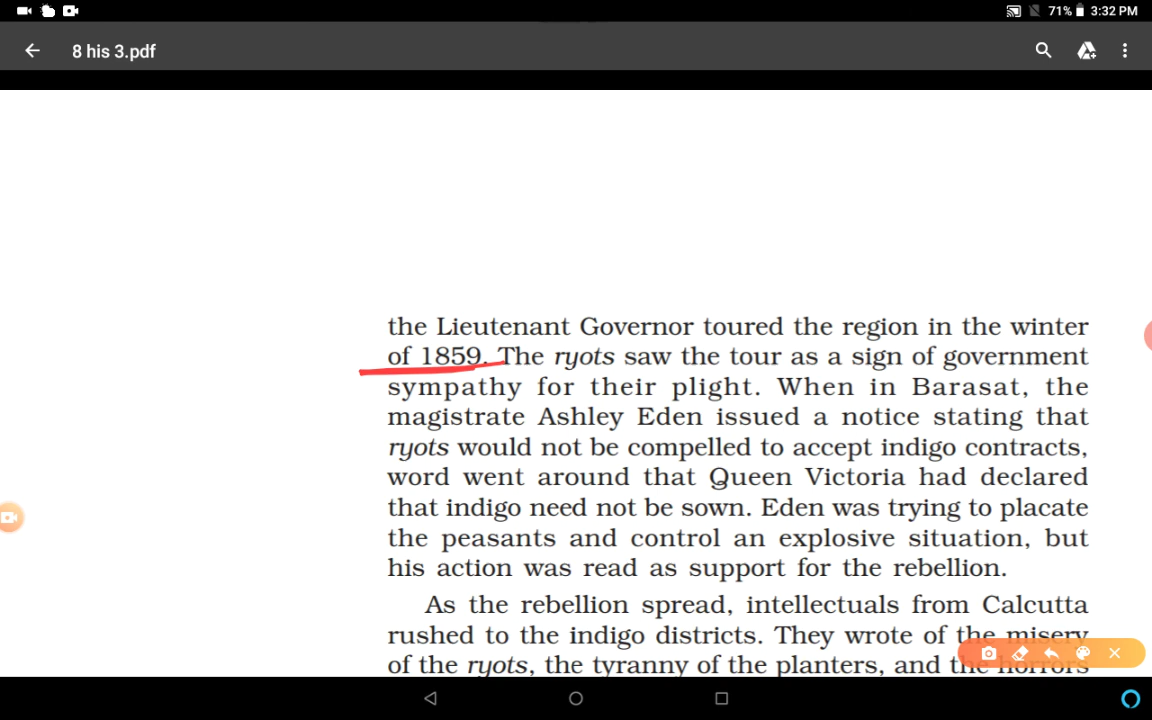 71% 3:32 PM
8 his 3.pdf
the Lieutenant Governor toured the region in the winter
of 1859. The ryots saw the tour as a sign of government
sympathy for their plight. When in Barasat, the
magistrate Ashley Eden issued a notice stating that
ryots would not be compelled to accept indigo contracts,
word went around that Queen Victoria had declared
that indigo need not be sown. Eden was trying to placate
the peasants and control an explosive situation, but
his action was read as support for the rebellion.
As the rebellion spread, intellectuals from Calcutta
rushed to the indigo districts. They wrote of the misery
of the ryots, the tyranny of the planters, and the horrors